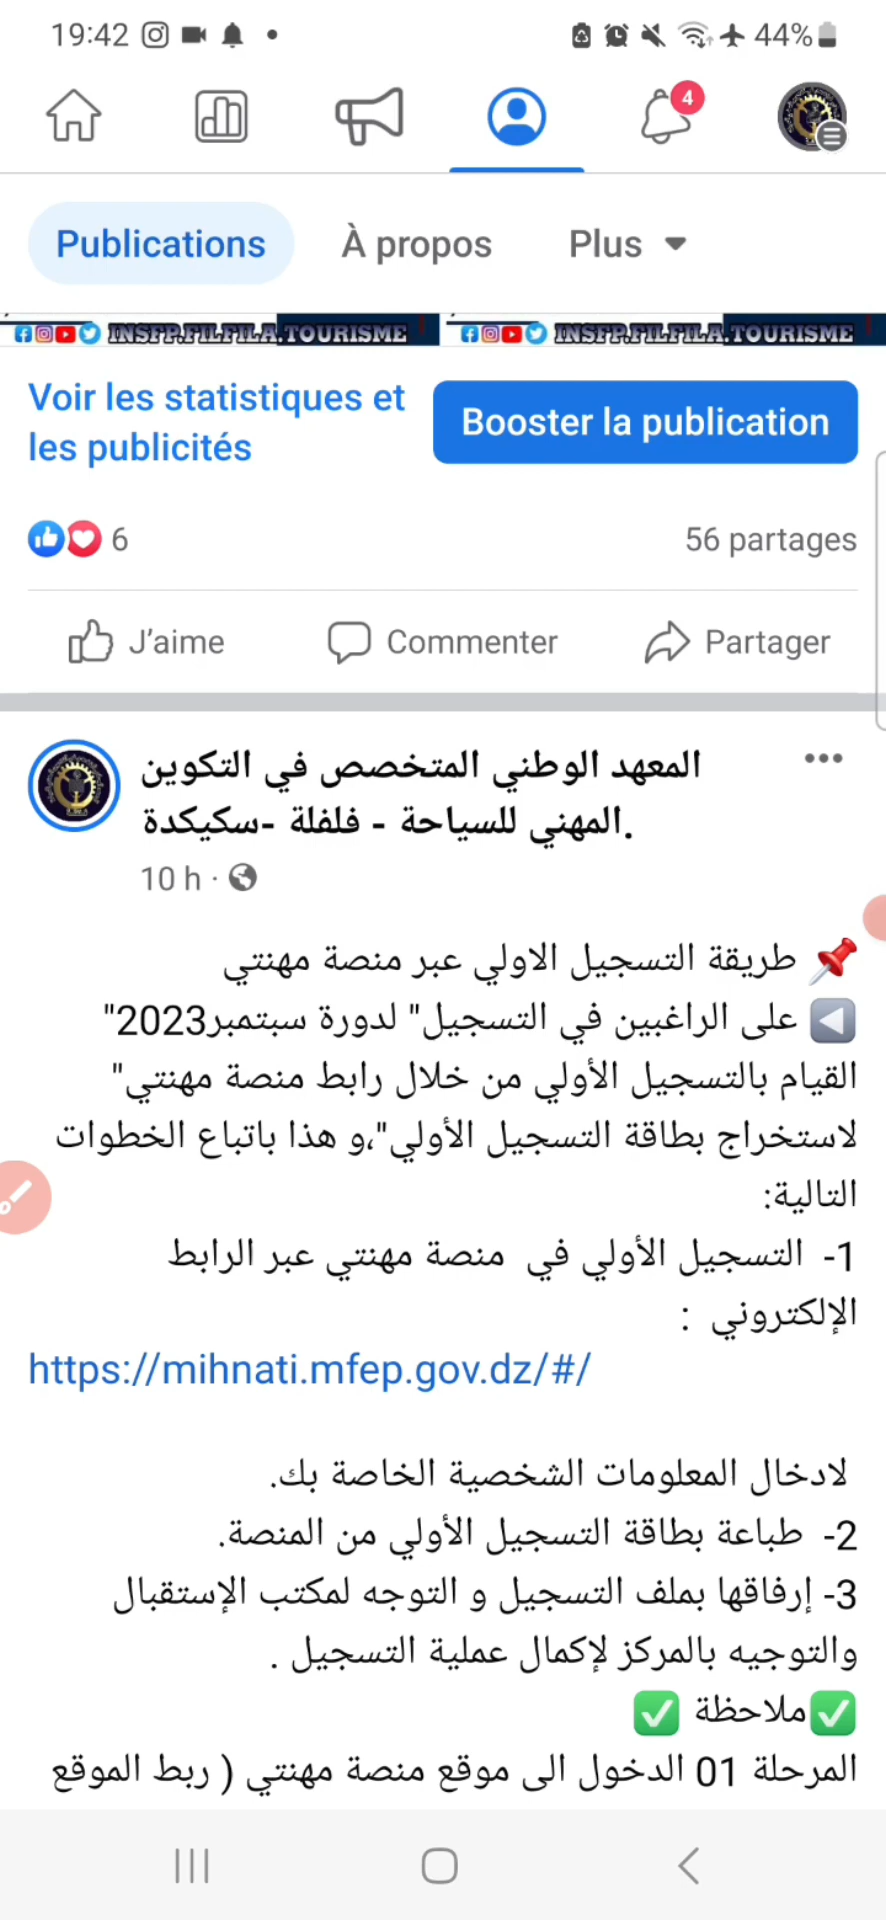 19:42
44%
4
Publications
À propos
Plus
INSFP.FILFILA.TOURISME
INSFP.FILFILA.TOURISME
Voir les statistiques et
les publicités
Booster la publication
6
56 partages
J'aime
Commenter
Partager
المعهد الوطني المتخصص في التكوين
المهني للسياحة - فلفلة -سكيكدة.
10 h ·
طريقة التسجيل الاولي عبر منصة مهنتي
على الراغبين في التسجيل" لدورة سبتمبر2023"
القيام بالتسجيل الأولي من خلال رابط منصة مهنتي"
لاستخراج بطاقة التسجيل الأولي"،و هذا باتباع الخطوات
التالية:
1- التسجيل الأولي في منصة مهنتي عبر الرابط
الإلكتروني :
https://mihnati.mfep.gov.dz/#/
لادخال المعلومات الشخصية الخاصة بك.
2- طباعة بطاقة التسجيل الأولي من المنصة.
3- إرفاقها بملف التسجيل و التوجه لمكتب الإستقبال
والتوجيه بالمركز لإكمال عملية التسجيل .
✅ملاحظة ✅
المرحلة 01 الدخول الى موقع منصة مهنتي ( ربط الموقع